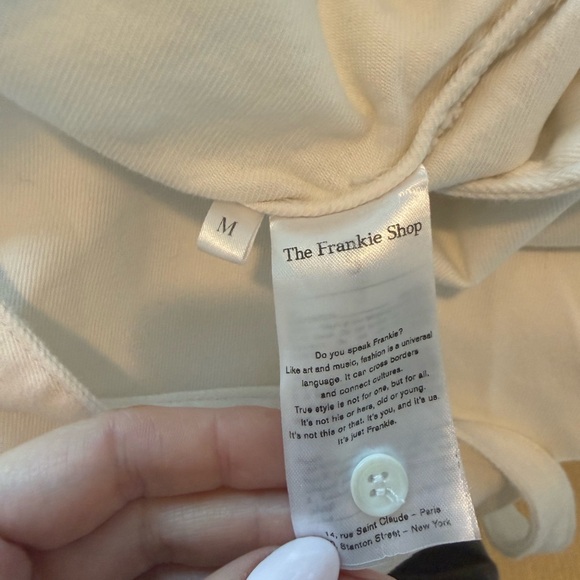 M
The Frankie Shop
Do you speak Frankie?
Like art and music, fashion is a universal
language. It can cross borders
and connect cultures.
True style is not for one, but for all.
It's not his or hers, old or young.
It's not this or that. It's you, and it's us.
It's just Frankie.
14, rue Saint Claude – Paris
Stanton Street – New York